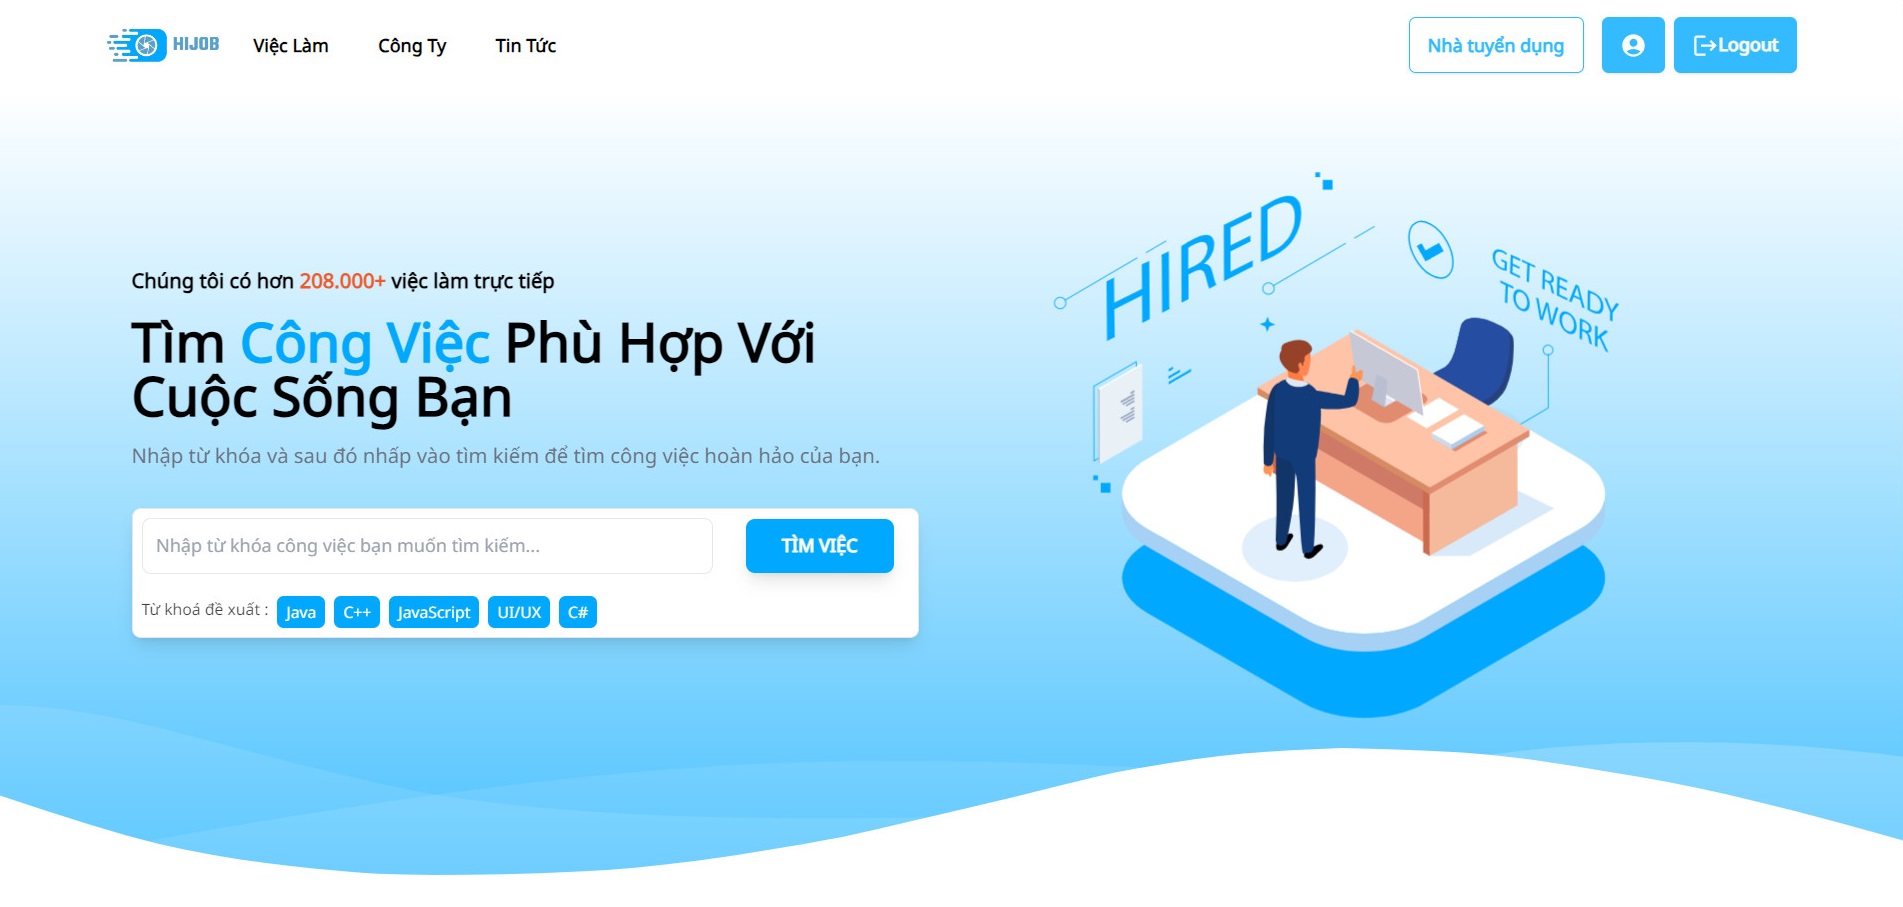 HIJOB
Việc Làm
Công Ty
Tin Tức
Nhà tuyển dụng
Logout
Chúng tôi có hơn 208.000+ việc làm trực tiếp
Tìm Công Việc Phù Hợp Với
Cuộc Sống Bạn
Nhập từ khóa và sau đó nhấp vào tìm kiếm để tìm công việc hoàn hảo của bạn.
Nhập từ khóa công việc bạn muốn tìm kiếm...
TÌM VIỆC
Từ khoá đề xuất :
Java
C++
JavaScript
UI/UX
C#
HIRED
GET READY
TO WORK